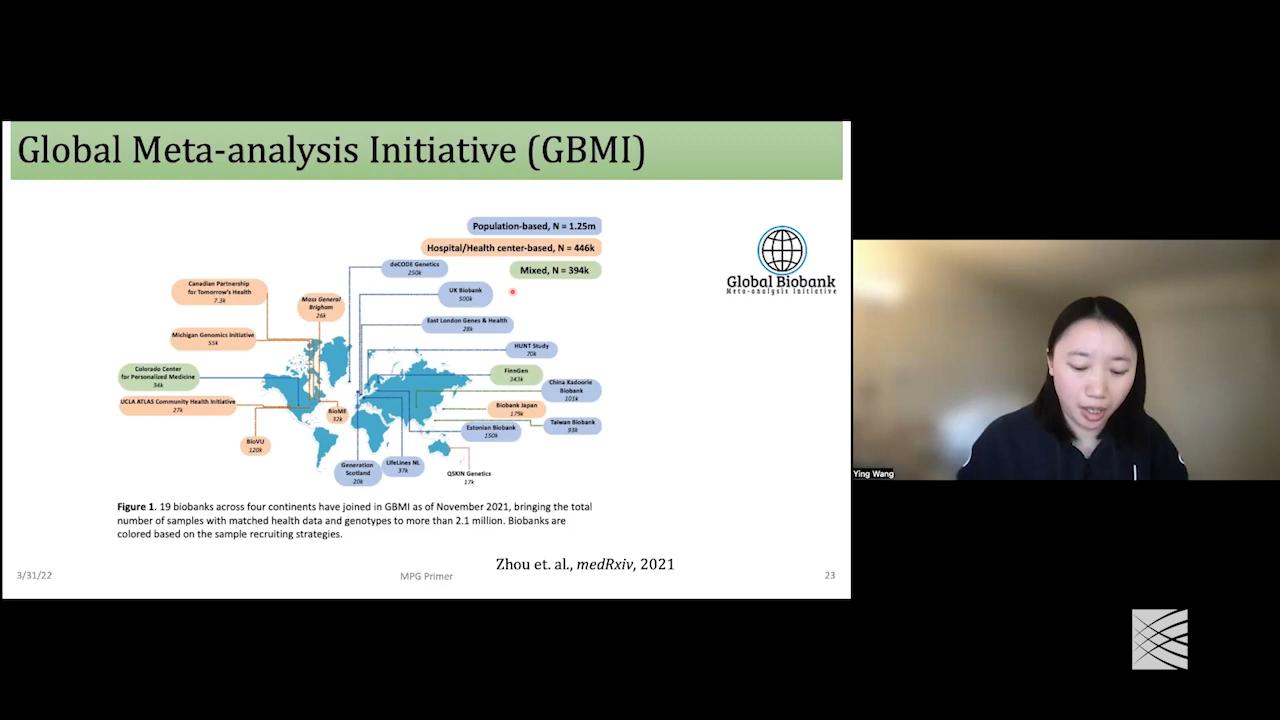 Global Meta-analysis Initiative (GBMI)
Population-based, N = 1.25m
Hospital/Health center-based, N = 446k
Mixed, N = 394k
deCODE Genetics
250k
UK Biobank
500k
East London Genes & Health
28k
HUNT Study
70k
FinnGen
343k
China Kadoorie
Biobank
101k
Biobank Japan
179k
Taiwan Biobank
93k
Estonian Biobank
150k
QSKIN Genetics
17k
LifeLines NL
37k
Generation
Scotland
20k
Canadian Partnership
for Tomorrow's Health
7.3k
Mass General
Brigham
26k
Michigan Genomics Initiative
55k
Colorado Center
for Personalized Medicine
34k
UCLA ATLAS Community Health Initiative
27k
BioMe
32k
BioVU
120k
Global Biobank
Meta-analysis Initiative
Figure 1. 19 biobanks across four continents have joined in GBMI as of November 2021, bringing the total
number of samples with matched health data and genotypes to more than 2.1 million. Biobanks are
colored based on the sample recruiting strategies.
Zhou et. al., medRxiv, 2021
3/31/22
MPG Primer
23
Ying Wang